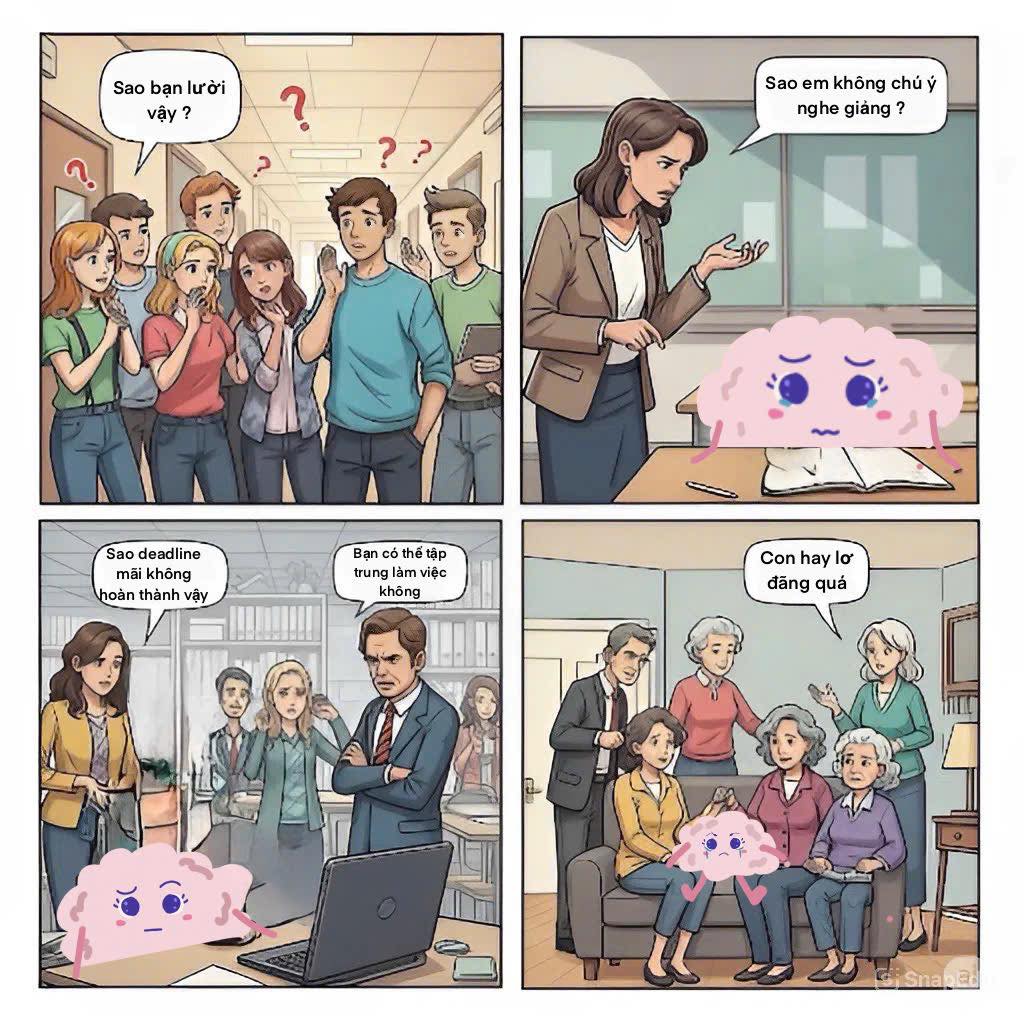 Sao bạn lười
vậy ?
Sao em không chú ý
nghe giảng ?
Sao deadline
mãi không
hoàn thành vậy
Bạn có thể tập
trung làm việc
không
Con hay lơ
đãng quá